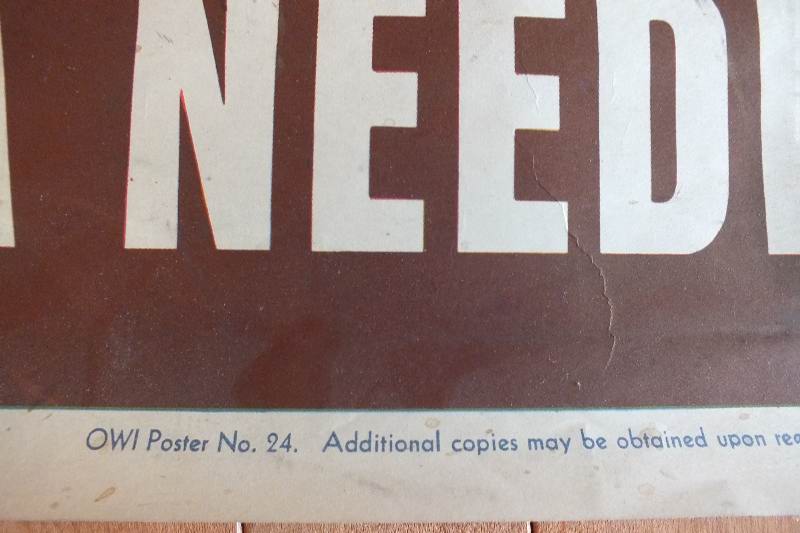 NEED
OWI Poster No. 24. Additional copies may be obtained upon